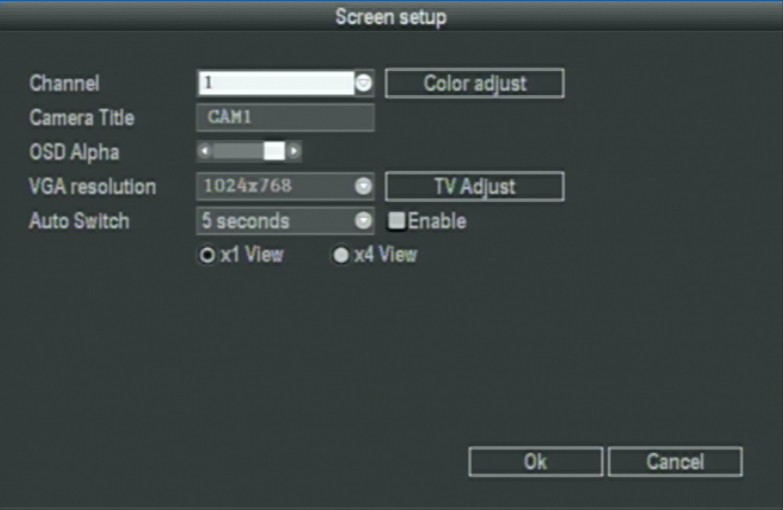 Screen setup
Channel 1 Color adjust
Camera Title CAM1
OSD Alpha
VGA resolution 1024x768 TV Adjust
Auto Switch 5 seconds Enable
x1 View x4 View
Ok Cancel